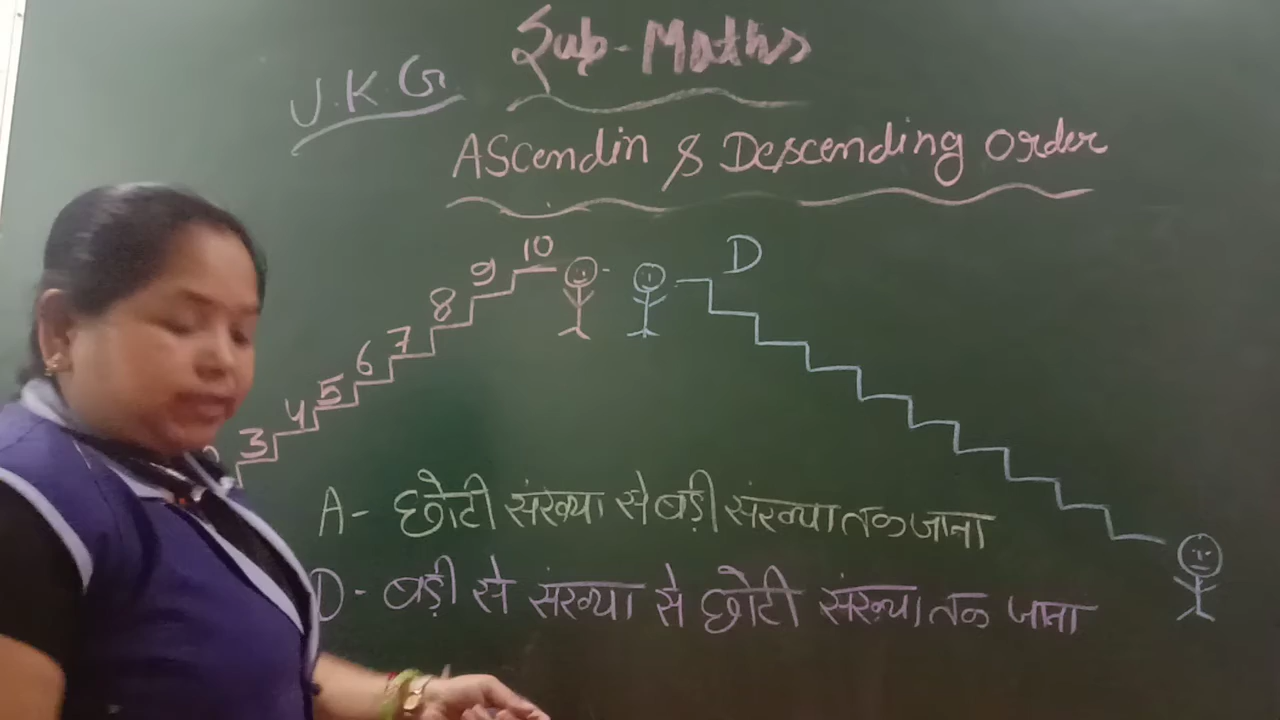 Sub-Maths
U.K.G.
AScendin & Descending order
10
9
8
7
6
5
4
3
D
A- छोटी संख्या से बड़ी संख्या तक जाना
D- बड़ी से संख्या से छोटी संख्या तक जाना